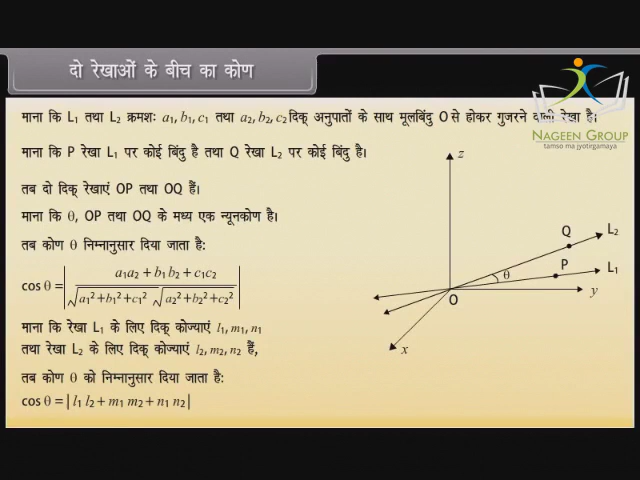 दो रेखाओं के बीच का कोण
NAGEEN GROUP
tamso ma jyotirgamaya
माना कि L₁ तथा L₂ क्रमशः a₁, b₁, c₁ तथा a₂, b₂, c₂ दिक् अनुपातों के साथ मूलबिंदु O से होकर गुजरने वाली रेखा है।
माना कि P रेखा L₁ पर कोई बिंदु है तथा Q रेखा L₂ पर कोई बिंदु है।
तब दो दिक् रेखाएं OP तथा OQ हैं।
माना कि θ, OP तथा OQ के मध्य एक न्यूनकोण है।
तब कोण θ निम्नानुसार दिया जाता है:
cos θ = | (a₁a₂ + b₁b₂ + c₁c₂) / (√(a₁² + b₁² + c₁²) √(a₂² + b₂² + c₂²)) |
माना कि रेखा L₁ के लिए दिक् कोज्याएं l₁, m₁, n₁
तथा रेखा L₂ के लिए दिक् कोज्याएं l₂, m₂, n₂ हैं,
तब कोण θ को निम्नानुसार दिया जाता है:
cos θ = | l₁ l₂ + m₁ m₂ + n₁ n₂ |
z
Q
L₂
P
L₁
θ
O
y
x